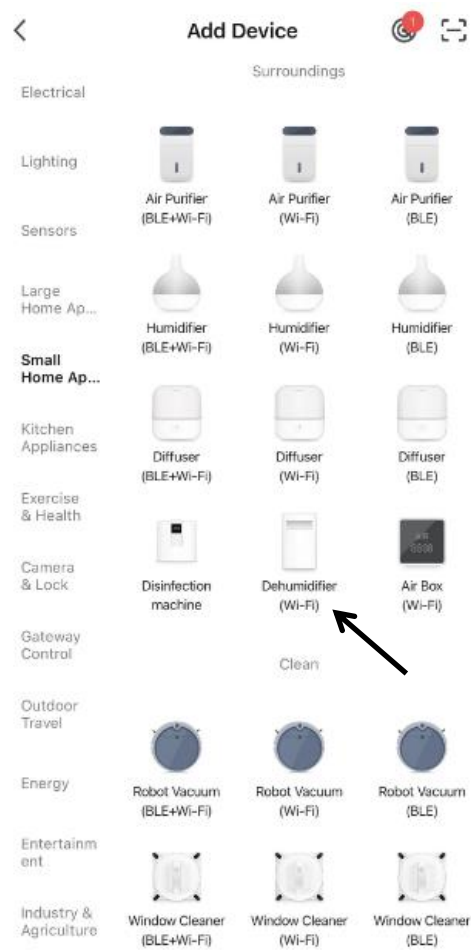 Add Device
1
Electrical
Lighting
Sensors
Large
Home Ap...
Small
Home Ap...
Kitchen
Appliances
Exercise
& Health
Camera
& Lock
Gateway
Control
Outdoor
Travel
Energy
Entertainm
ent
Industry &
Agriculture
Surroundings
Air Purifier
(BLE+Wi-Fi)
Air Purifier
(Wi-Fi)
Air Purifier
(BLE)
Humidifier
(BLE+Wi-Fi)
Humidifier
(Wi-Fi)
Humidifier
(BLE)
Diffuser
(BLE+Wi-Fi)
Diffuser
(Wi-Fi)
Diffuser
(BLE)
Disinfection
machine
Dehumidifier
(Wi-Fi)
Air Box
(Wi-Fi)
Clean
Robot Vacuum
(BLE+Wi-Fi)
Robot Vacuum
(Wi-Fi)
Robot Vacuum
(BLE)
Window Cleaner
(BLE+Wi-Fi)
Window Cleaner
(Wi-Fi)
Window Cleaner
(BLE)